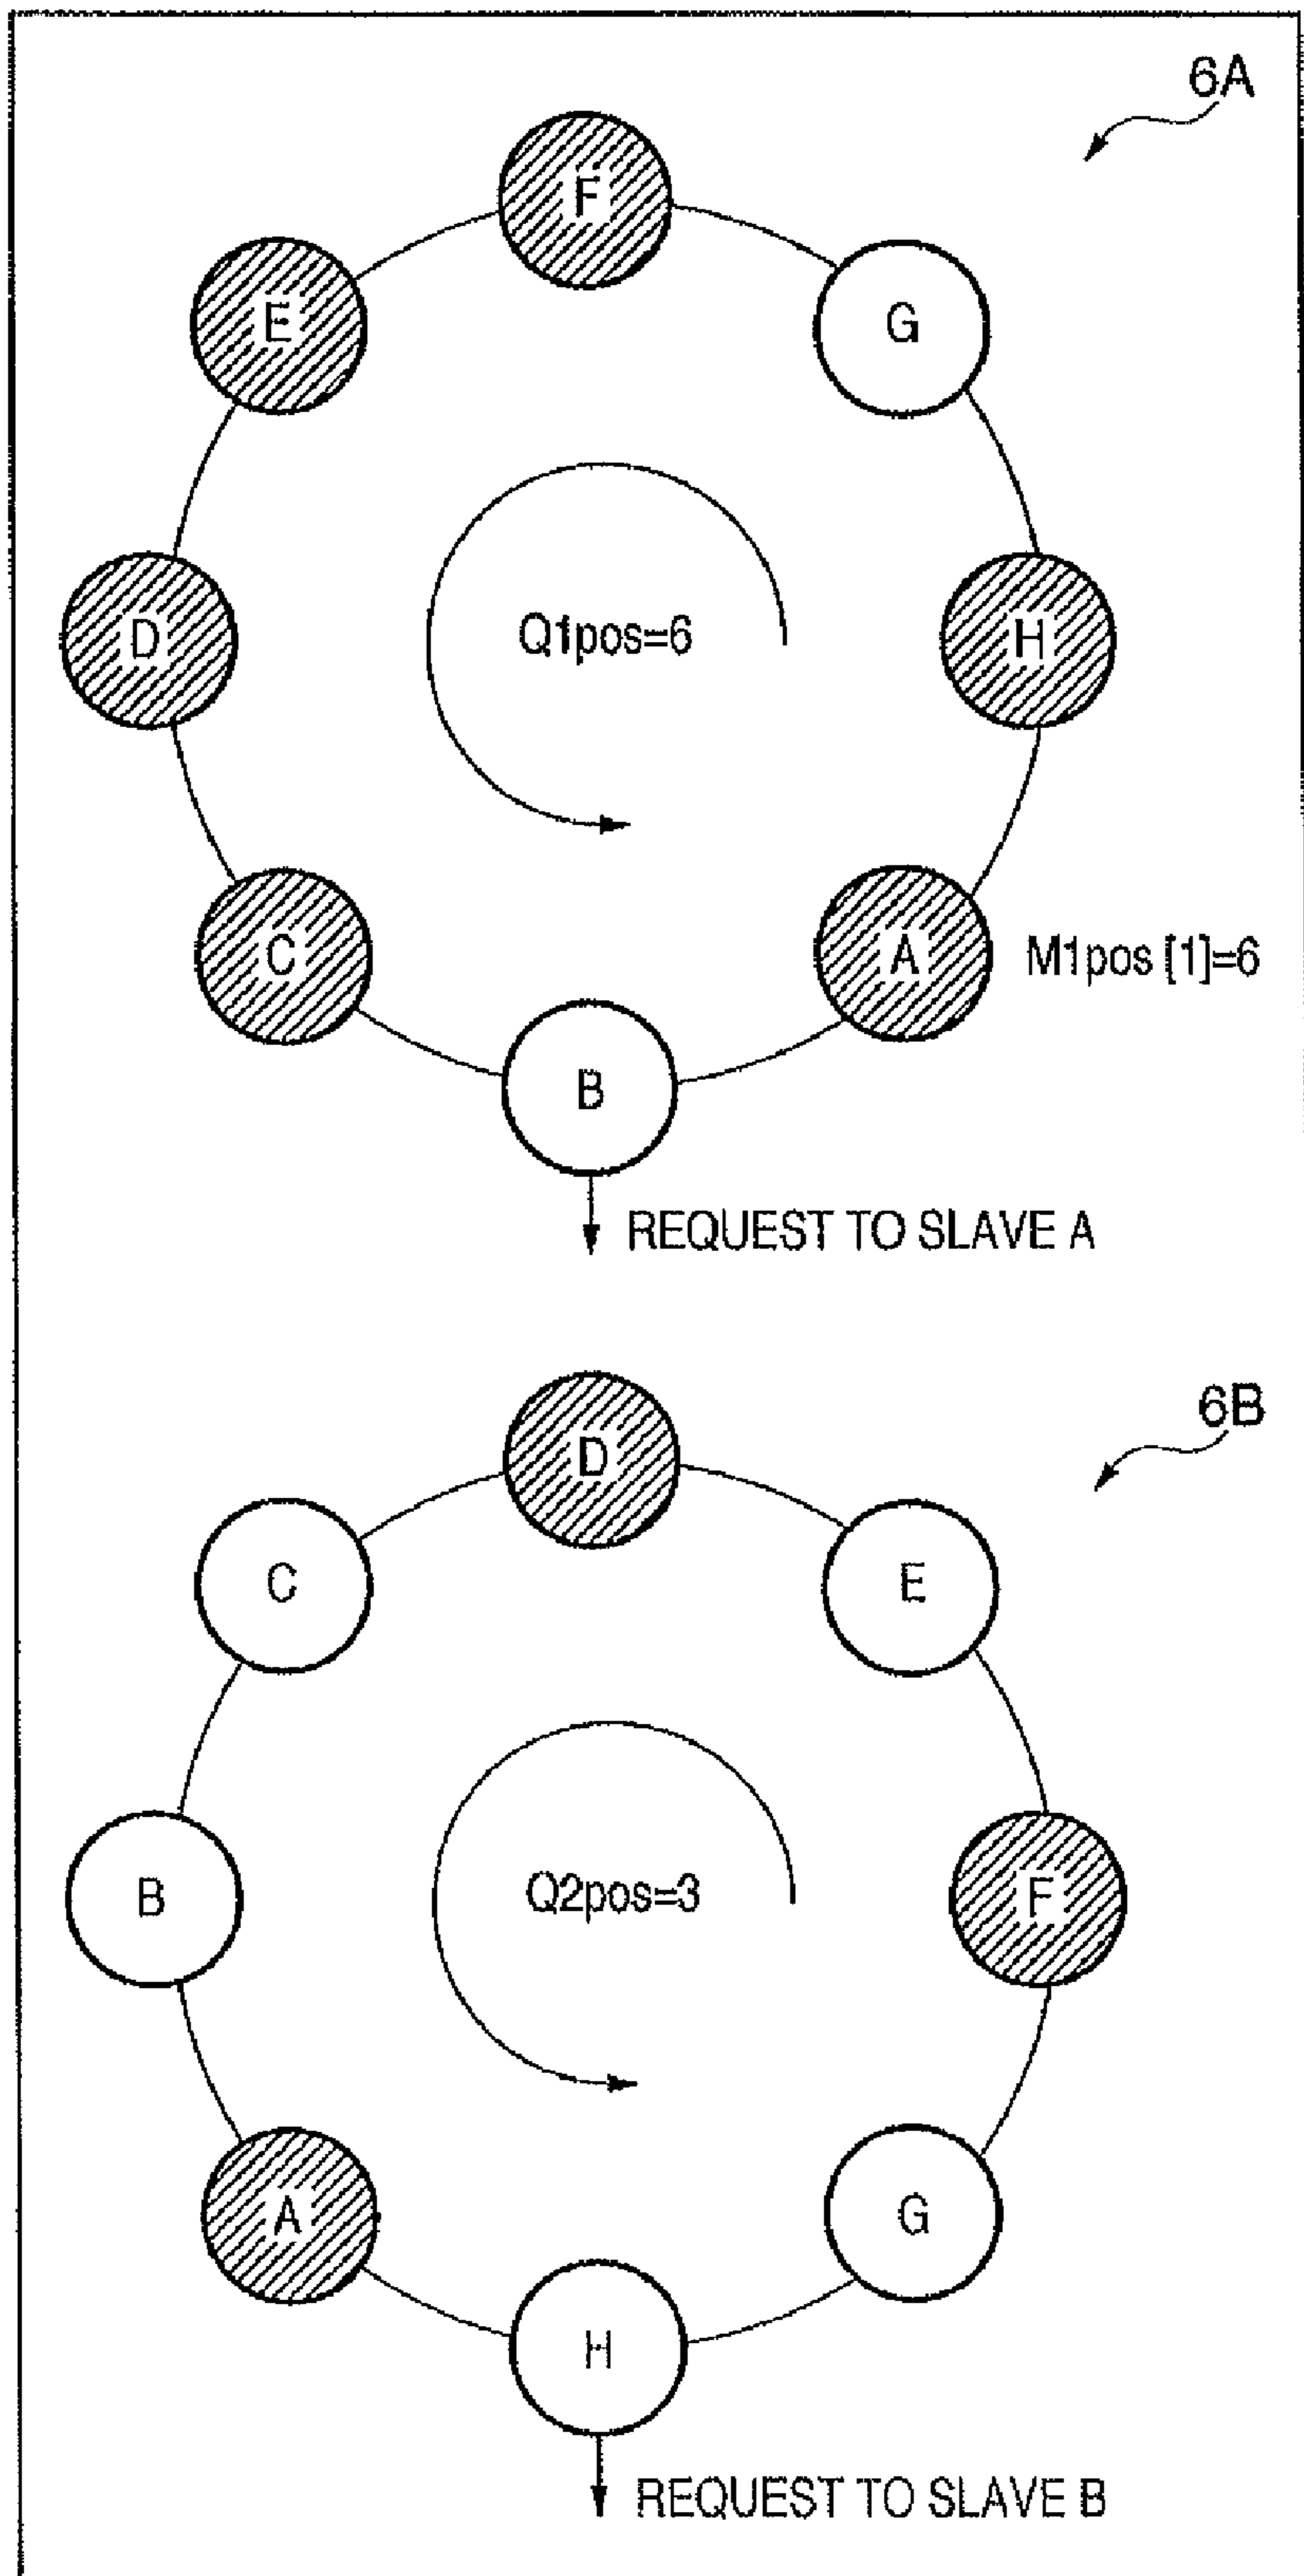 6A
F
E
G
D
Q1pos=6
H
C
A
M1pos [1]=6
B
REQUEST TO SLAVE A
6B
D
C
E
B
Q2pos=3
F
A
G
H
REQUEST TO SLAVE B